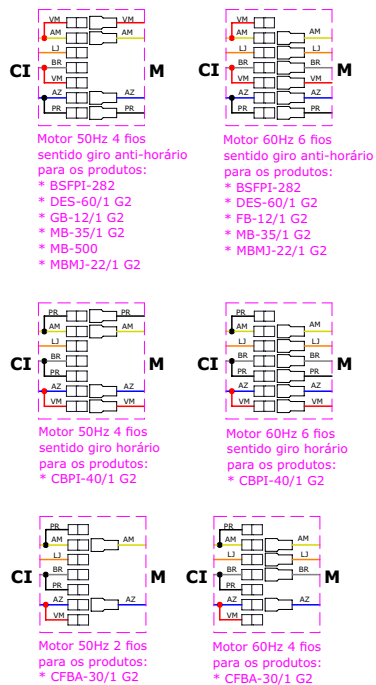 VM
AM
LJ
BR
VM
AZ
PR
VM
AM
AZ
PR
CI
M
Motor 50Hz 4 fios
sentido giro anti-horário
para os produtos:
* BSFPI-282
* DES-60/1 G2
* GB-12/1 G2
* MB-35/1 G2
* MB-500
* MBMJ-22/1 G2
VM
AM
LJ
BR
VM
AZ
PR
AM
LJ
BR
VM
AZ
PR
CI
M
Motor 60Hz 6 fios
sentido giro anti-horário
para os produtos:
* BSFPI-282
* DES-60/1 G2
* FB-12/1 G2
* MB-35/1 G2
* MBMJ-22/1 G2
PR
AM
LJ
BR
PR
AZ
VM
PR
AM
AZ
VM
CI
M
Motor 50Hz 4 fios
sentido giro horário
para os produtos:
* CBPI-40/1 G2
PR
AM
LJ
BR
PR
AZ
VM
AM
LJ
BR
PR
AZ
VM
CI
M
Motor 60Hz 6 fios
sentido giro horário
para os produtos:
* CBPI-40/1 G2
PR
AM
LJ
BR
PR
AZ
VM
AM
AZ
CI
M
Motor 50Hz 2 fios
para os produtos:
* CFBA-30/1 G2
PR
AM
LJ
BR
PR
AZ
VM
AM
LJ
BR
AZ
CI
M
Motor 60Hz 4 fios
para os produtos:
* CFBA-30/1 G2